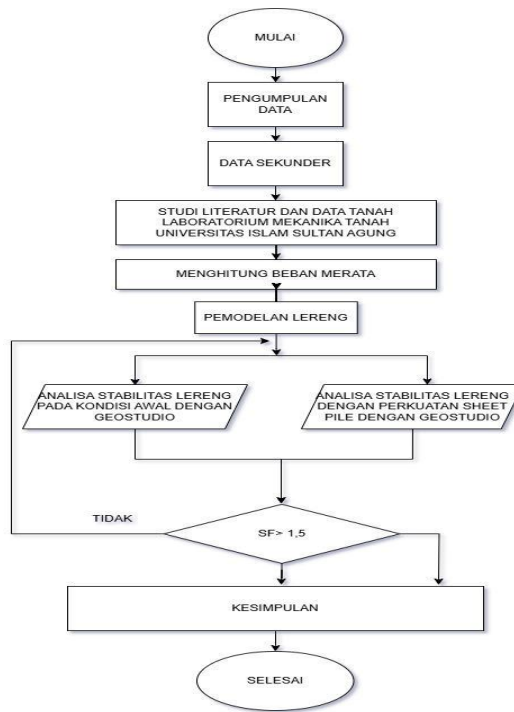 MULAI
PENGUMPULAN
DATA
DATA SEKUNDER
STUDI LITERATUR DAN DATA TANAH
LABORATORIUM MEKANIKA TANAH
UNIVERSITAS ISLAM SULTAN AGUNG
MENGHITUNG BEBAN MERATA
PEMODELAN LERENG
ANALISA STABILITAS LERENG
PADA KONDISI AWAL DENGAN
GEOSTUDIO
ANALISA STABILITAS LERENG
DENGAN PERKUATAN SHEET
PILE DENGAN GEOSTUDIO
TIDAK
SF> 1,5
KESIMPULAN
SELESAI